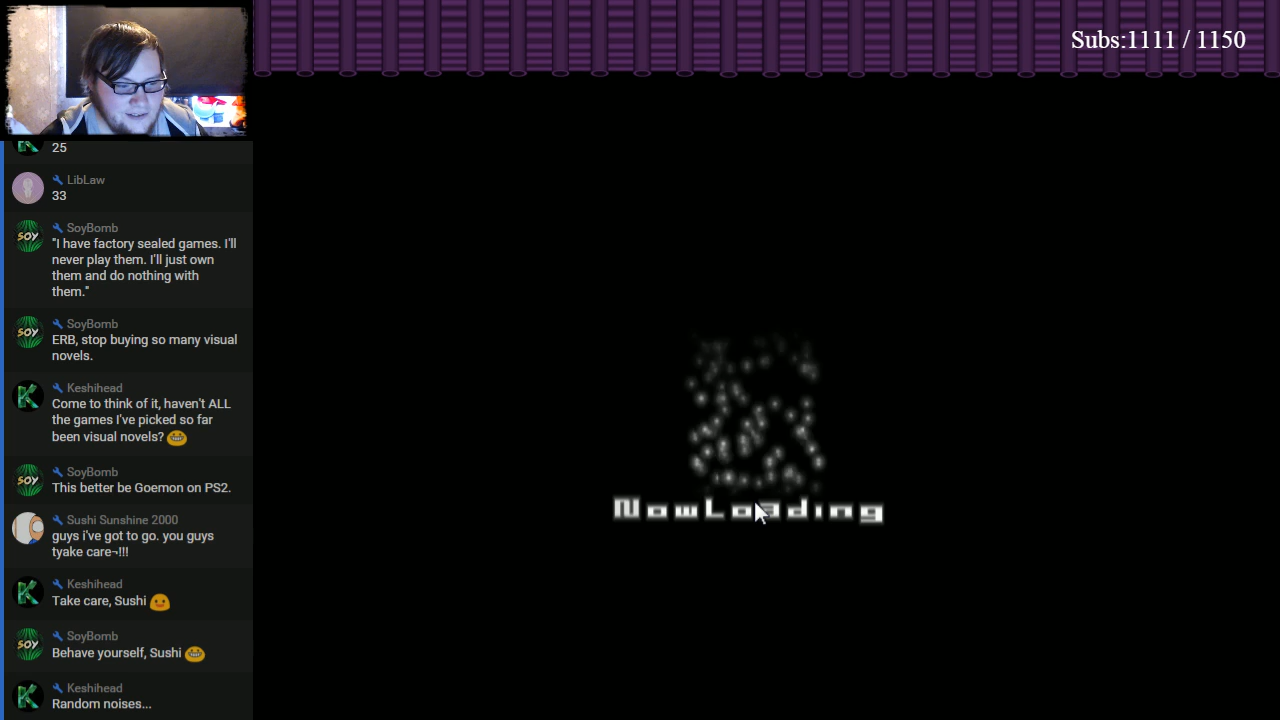 Subs:1111 / 1150
25
LibLaw
33
SoyBomb
"I have factory sealed games. I'll
never play them. I'll just own
them and do nothing with
them."
SoyBomb
ERB, stop buying so many visual
novels.
Keshihead
Come to think of it, haven't ALL
the games I've picked so far
been visual novels?
SoyBomb
This better be Goemon on PS2.
Sushi Sunshine 2000
guys i've got to go. you guys
tyake care¬!!!
Keshihead
Take care, Sushi
SoyBomb
Behave yourself, Sushi
Keshihead
Random noises...
SOY
SOY
SOY
SOY
NowLoading